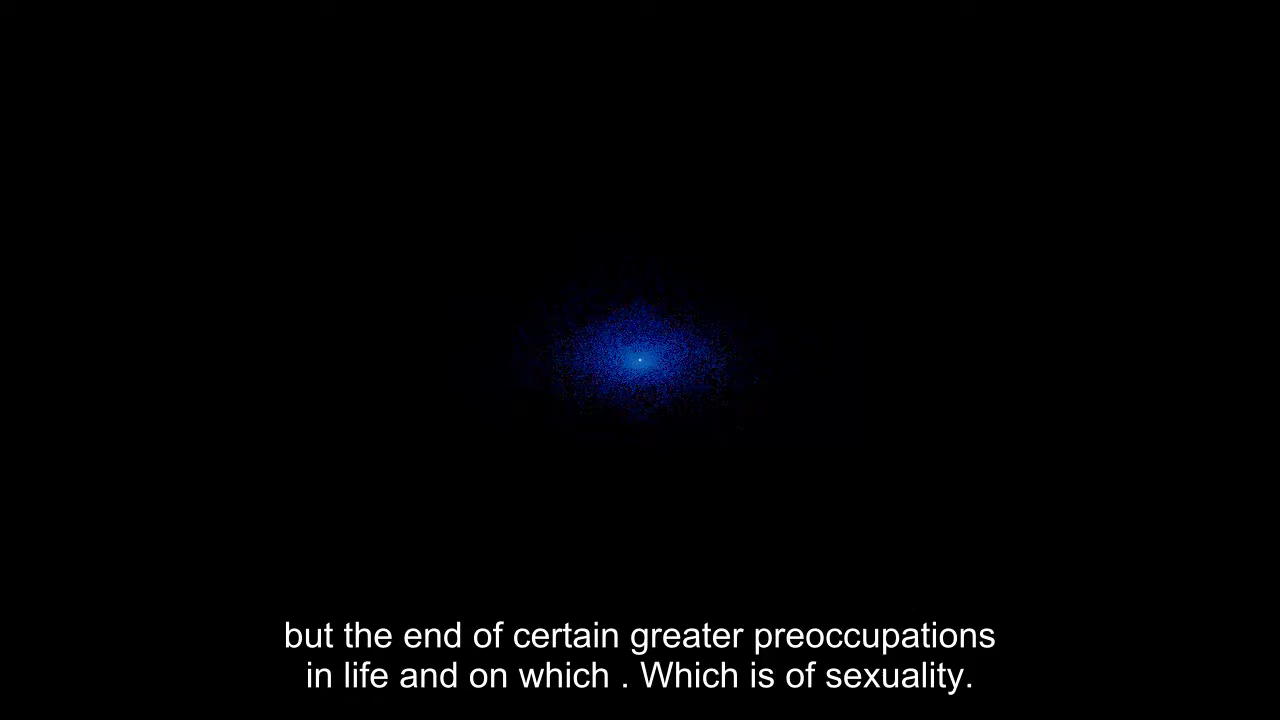 but the end of certain greater preoccupations
in life and on which . Which is of sexuality.